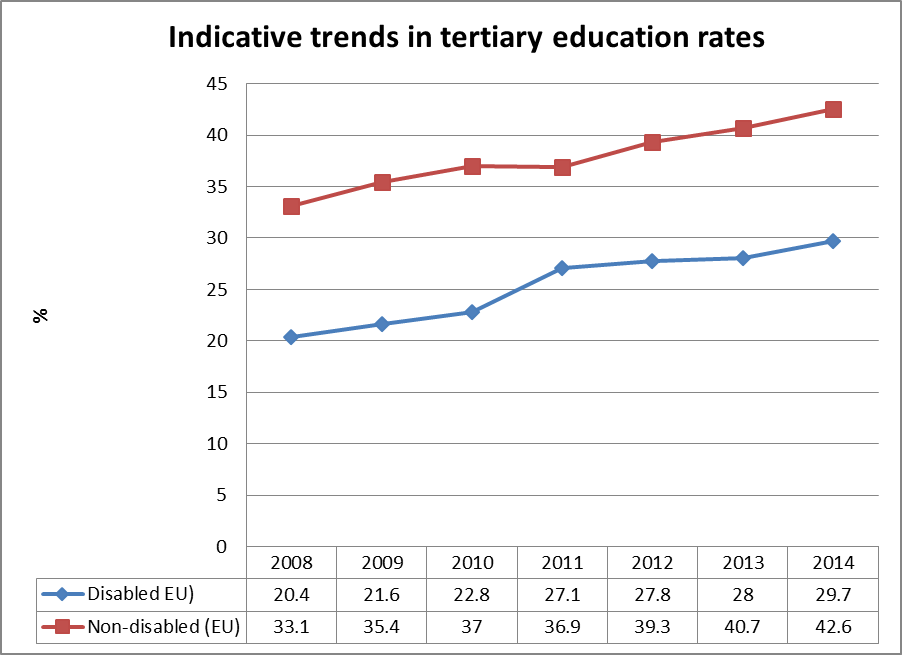 Indicative trends in tertiary education rates
45
40
35
30
25
20
15
10
5
0
%
2008 2009 2010 2011 2012 2013 2014
Disabled EU) 20.4 21.6 22.8 27.1 27.8 28 29.7
Non-disabled (EU) 33.1 35.4 37 36.9 39.3 40.7 42.6